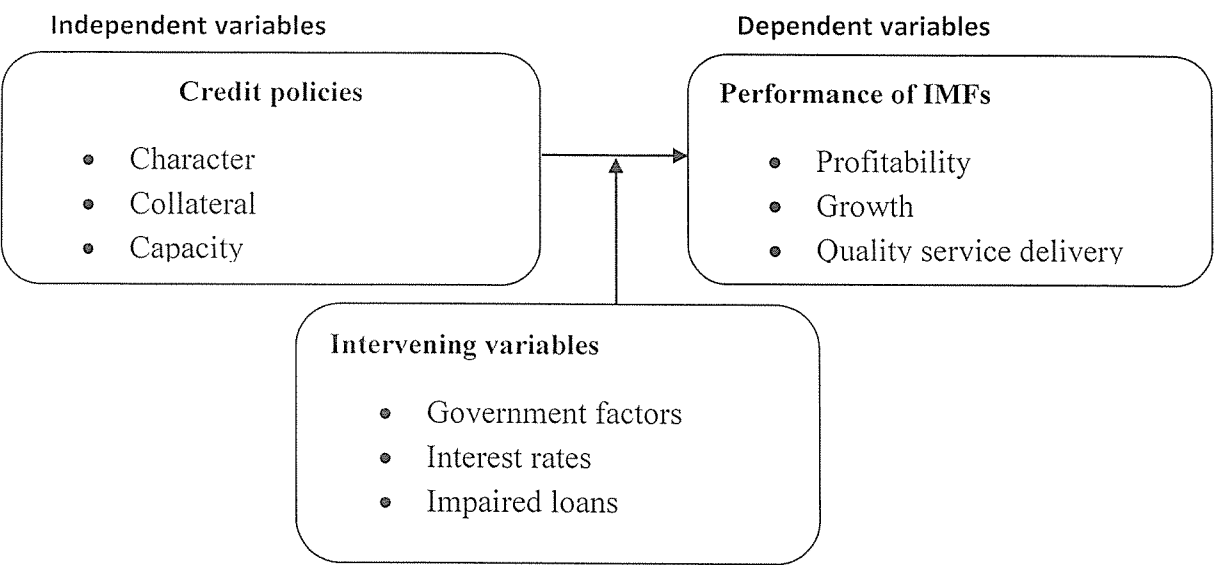 Independent variables
Dependent variables
Credit policies
• Character
• Collateral
• Capacity
Performance of IMFs
• Profitability
• Growth
• Quality service delivery
Intervening variables
• Government factors
• Interest rates
• Impaired loans